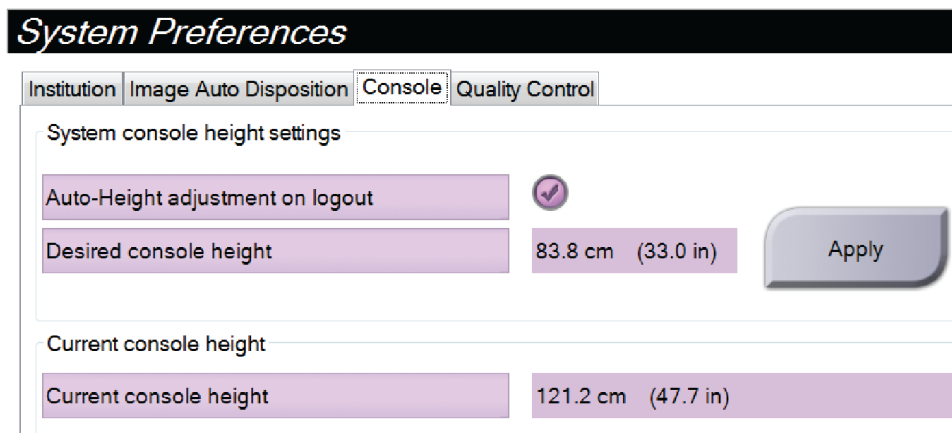 System Preferences
Institution Image Auto Disposition Console Quality Control
System console height settings
Auto-Height adjustment on logout
Desired console height 83.8 cm (33.0 in) Apply
Current console height
Current console height 121.2 cm (47.7 in)